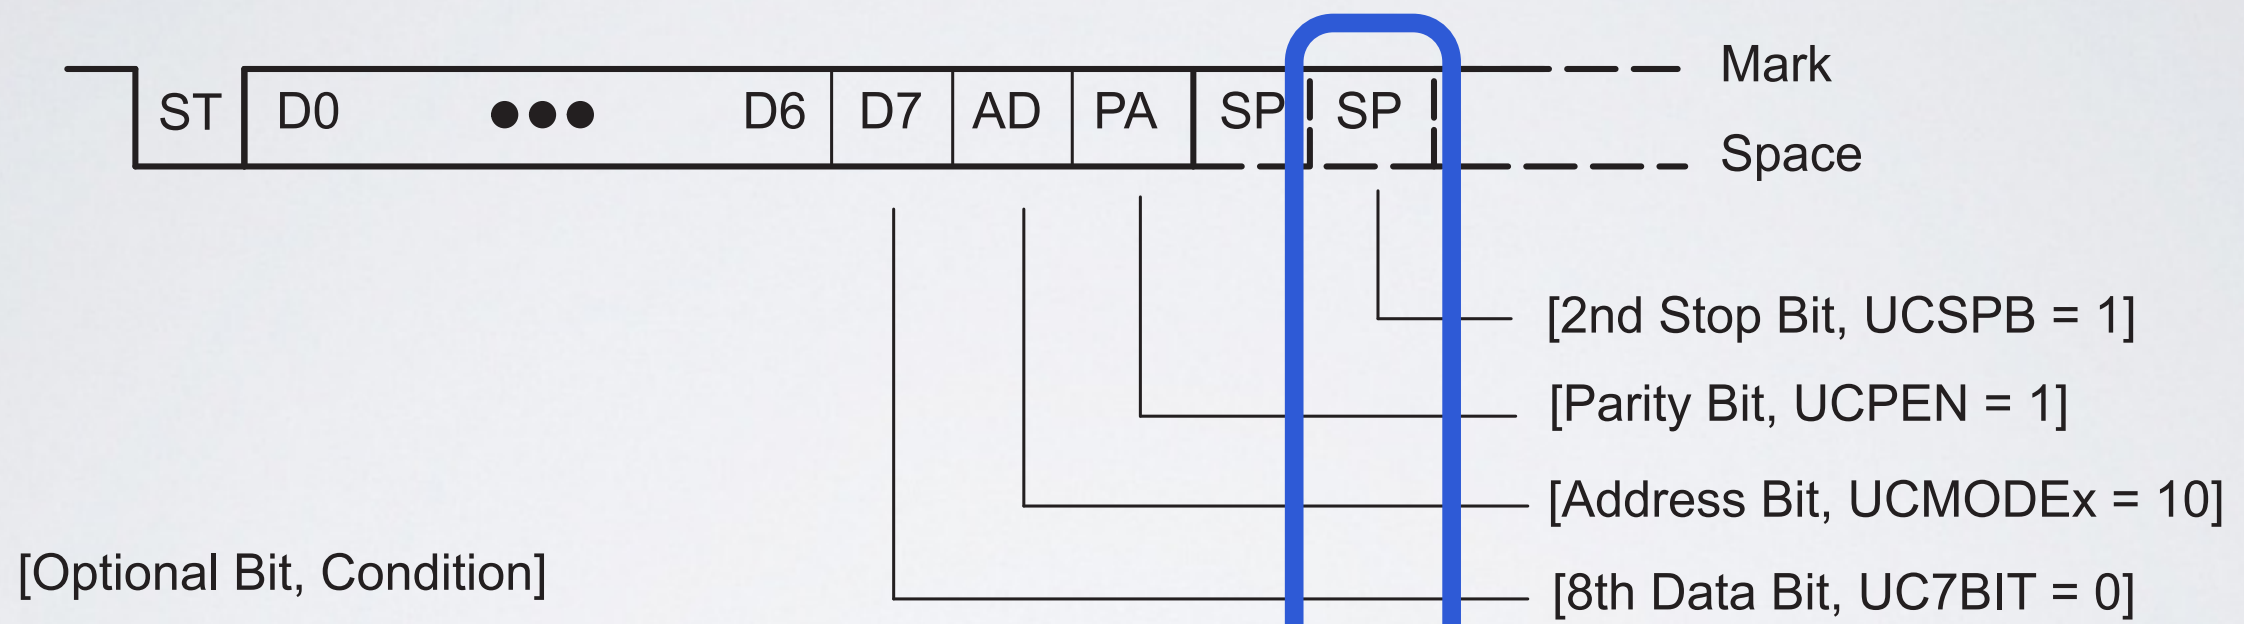 Mark
ST D0 ●●● D6 D7 AD PA SP SP
Space
[2nd Stop Bit, UCSPB = 1]
[Parity Bit, UCPEN = 1]
[Address Bit, UCMODEx = 10]
[Optional Bit, Condition]
[8th Data Bit, UC7BIT = 0]